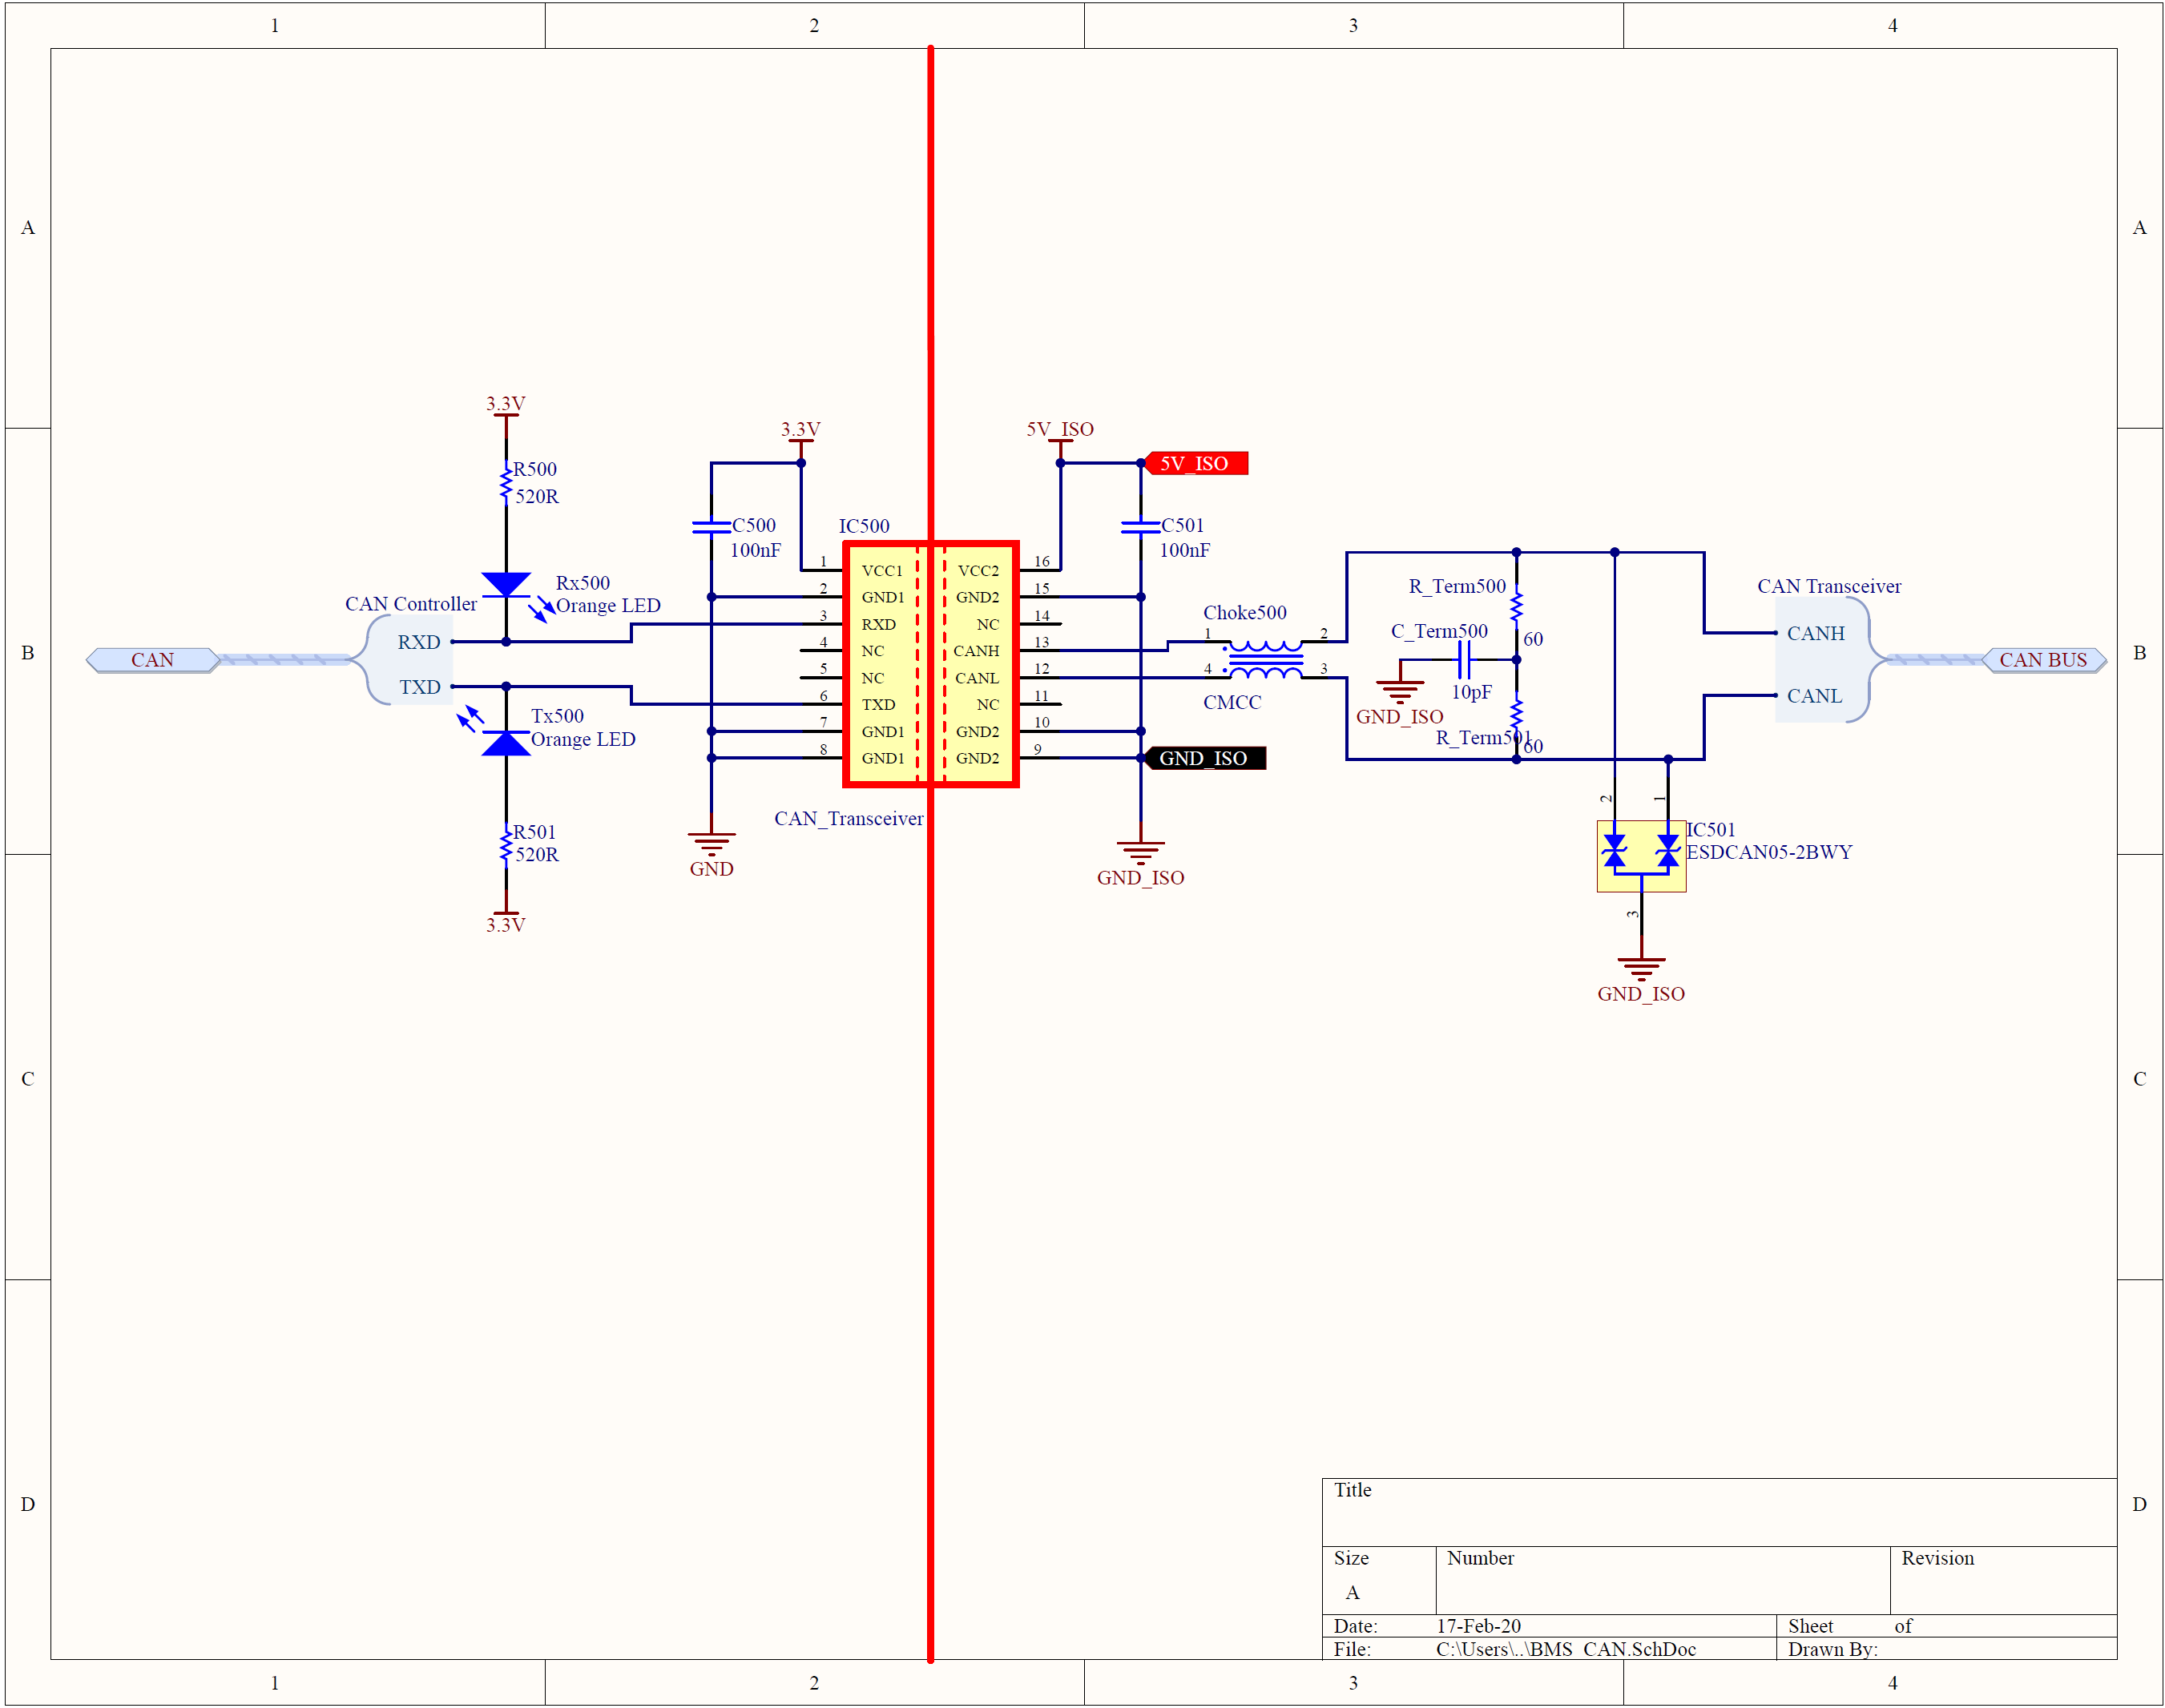 1 2 3 4
A A
3.3V
3.3V 5V_ISO
R500 5V_ISO
520R
C500 IC500 C501
100nF 100nF
1 VCC1 VCC2 16
Rx500 2 GND1 GND2 15
Orange LED
CAN Controller
3 RXD NC 14
RXD
4 NC CANH 13
5 NC CANL 12
TXD
6 TXD NC 11
7 GND1 GND2 10
8 GND1 GND2 9
GND_ISO
Tx500
Orange LED
CAN
B B
Choke500
1 2
4 3
CMCC
R_Term500
60
C_Term500
10pF
GND_ISO
R_Term501
60
CAN Transceiver
CANH
CANL
CAN BUS
R501
520R
3.3V
CAN_Transceiver
GND
GND_ISO
2 1
IC501
ESDCAN05-2BWY
3
GND_ISO
C C
D D
Title
Size Number Revision
A
Date: 17-Feb-20 Sheet of
File: C:\Users\..\BMS_CAN.SchDoc Drawn By:
1 2 3 4